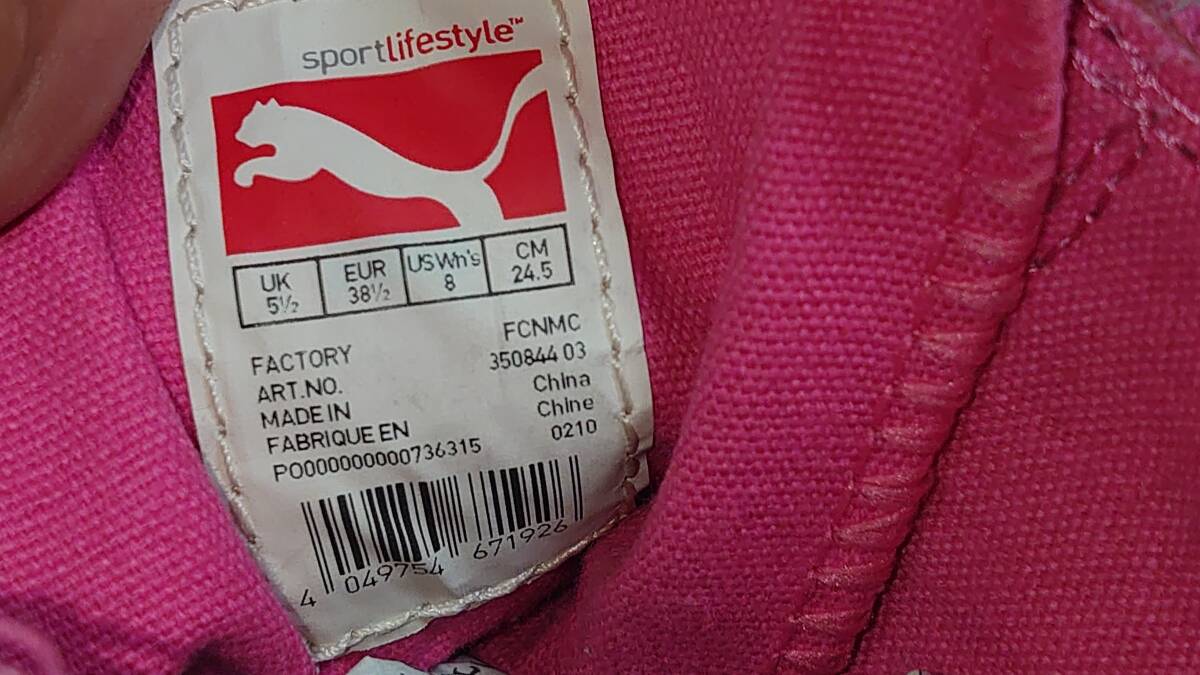 sportlifestyle™
UK EUR US Wn's CM
5½ 38½ 8 24.5
FACTORY FCNMC
ART.NO. 350844 03
MADE IN China
FABRIQUE EN Chine
PO0000000000736315 0210
4 049754 671926